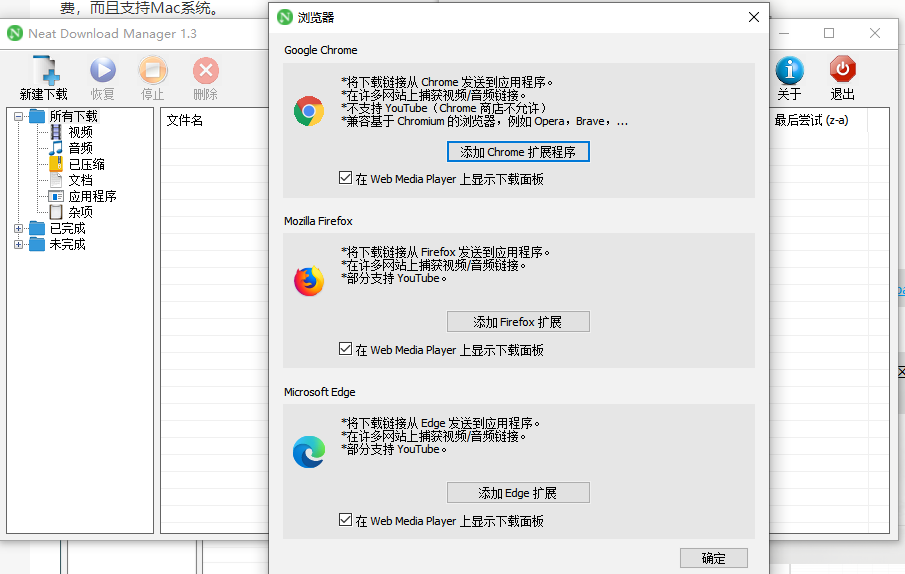 费，而且支持Mac系统。
Neat Download Manager 1.3
新建下载
恢复
停止
删除
关于
退出
所有下载
视频
音频
已压缩
文档
应用程序
杂项
已完成
未完成
文件名
最后尝试 (z-a)
浏览器
Google Chrome
*将下载链接从 Chrome 发送到应用程序。
*在许多网站上捕获视频/音频链接。
*不支持 YouTube（Chrome 商店不允许）
*兼容基于 Chromium 的浏览器，例如 Opera，Brave，...
添加 Chrome 扩展程序
在 Web Media Player 上显示下载面板
Mozilla Firefox
*将下载链接从 Firefox 发送到应用程序。
*在许多网站上捕获视频/音频链接。
*部分支持 YouTube。
添加 Firefox 扩展
在 Web Media Player 上显示下载面板
Microsoft Edge
*将下载链接从 Edge 发送到应用程序。
*在许多网站上捕获视频/音频链接。
*部分支持 YouTube。
添加 Edge 扩展
在 Web Media Player 上显示下载面板
确定